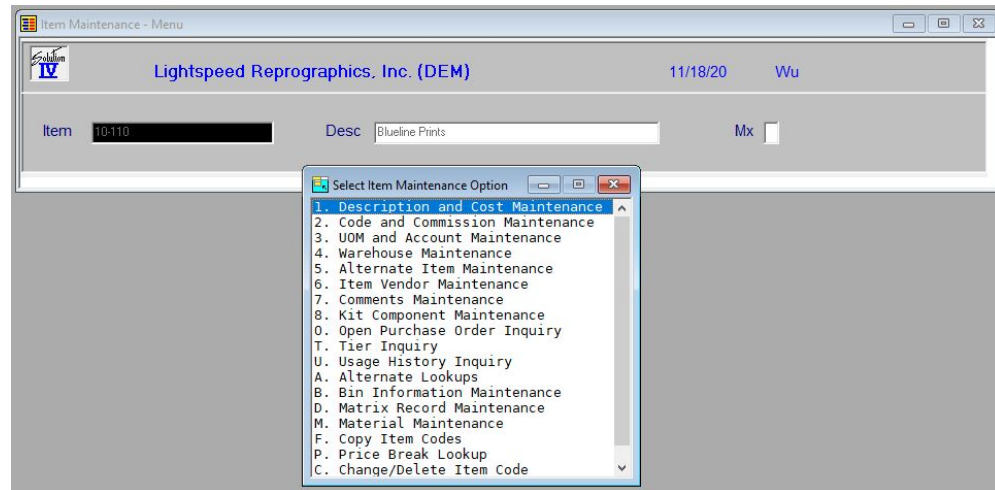 Item Maintenance - Menu
Solution
IV
Lightspeed Reprographics, Inc. (DEM) 11/18/20 Wu
Item 10-110 Desc Blueline Prints Mx
Select Item Maintenance Option
1. Description and Cost Maintenance
2. Code and Commission Maintenance
3. UOM and Account Maintenance
4. Warehouse Maintenance
5. Alternate Item Maintenance
6. Item Vendor Maintenance
7. Comments Maintenance
8. Kit Component Maintenance
O. Open Purchase Order Inquiry
T. Tier Inquiry
U. Usage History Inquiry
A. Alternate Lookups
B. Bin Information Maintenance
D. Matrix Record Maintenance
M. Material Maintenance
F. Copy Item Codes
P. Price Break Lookup
C. Change/Delete Item Code